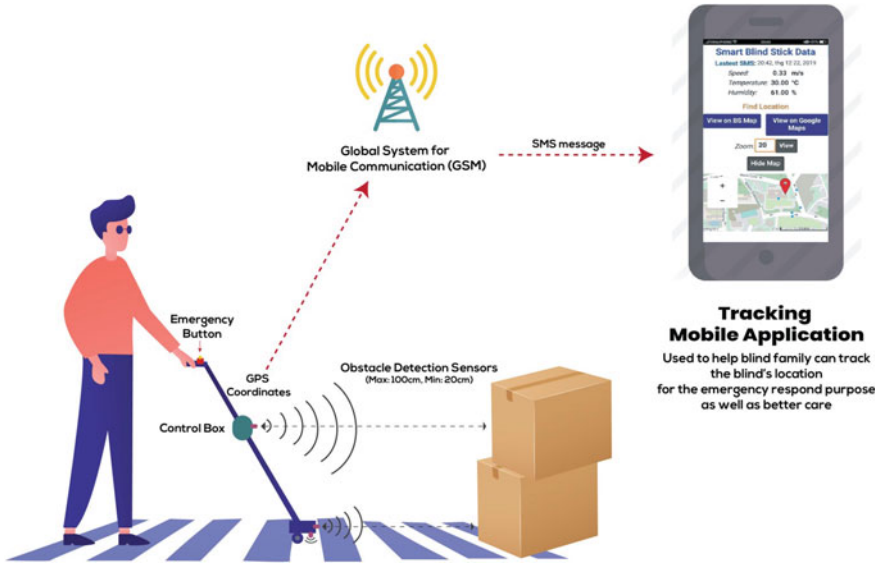 Global System for
Mobile Communication (GSM)
SMS message
Smart Blind Stick Data
Lastest SMS: 20:42, thg 12 22, 2019
Speed: 0.33 m/s
Temperature: 30.00 °C
Humidity: 61.00 %
Find Location
View on BG Map
View on Google
Maps
Zoom: 20 View
Hide Map
+
−
Emergency
Button
GPS
Coordinates
Control Box
Obstacle Detection Sensors
(Max: 100cm, Min: 20cm)
Tracking
Mobile Application
Used to help blind family can track
the blind's location
for the emergency respond purpose
as well as better care